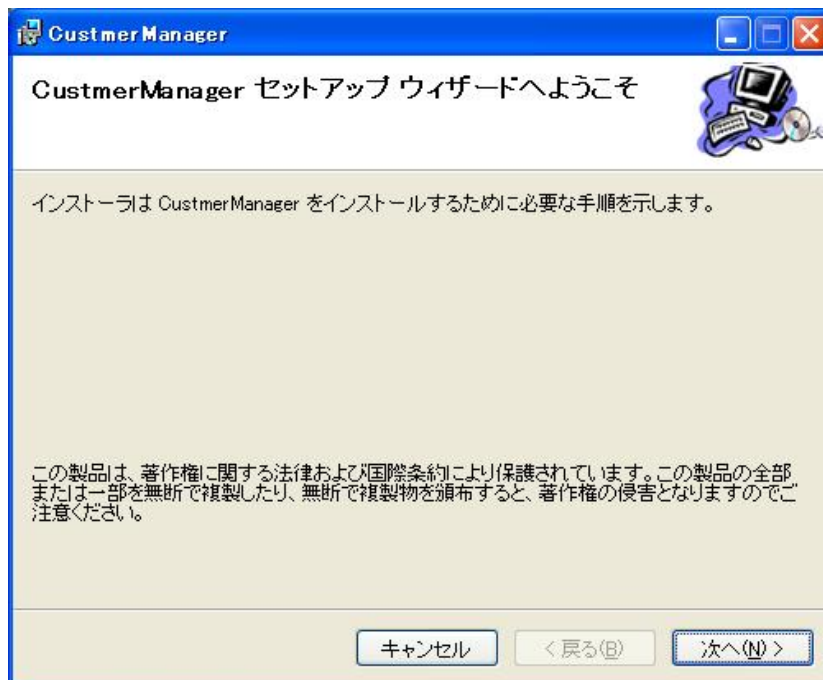 CustmerManager
CustmerManager セットアップ ウィザードへようこそ
インストーラは CustmerManager をインストールするために必要な手順を示します。
この製品は、著作権に関する法律および国際条約により保護されています。この製品の全部
または一部を無断で複製したり、無断で複製物を頒布すると、著作権の侵害となりますのでご
注意ください。
キャンセル
< 戻る(B)
次へ(N) >